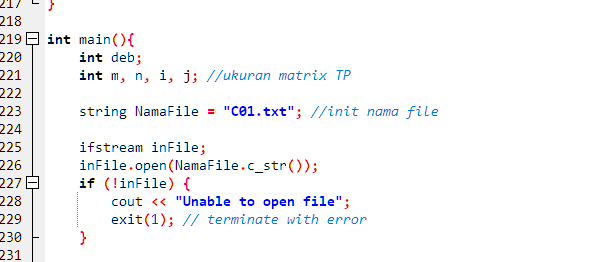 217 }
218
219 int main(){
220 int deb;
221 int m, n, i, j; //ukuran matrix TP
222
223 string NamaFile = "C01.txt"; //init nama file
224
225 ifstream inFile;
226 inFile.open(NamaFile.c_str());
227 if (!inFile) {
228 cout << "Unable to open file";
229 exit(1); // terminate with error
230 }
231